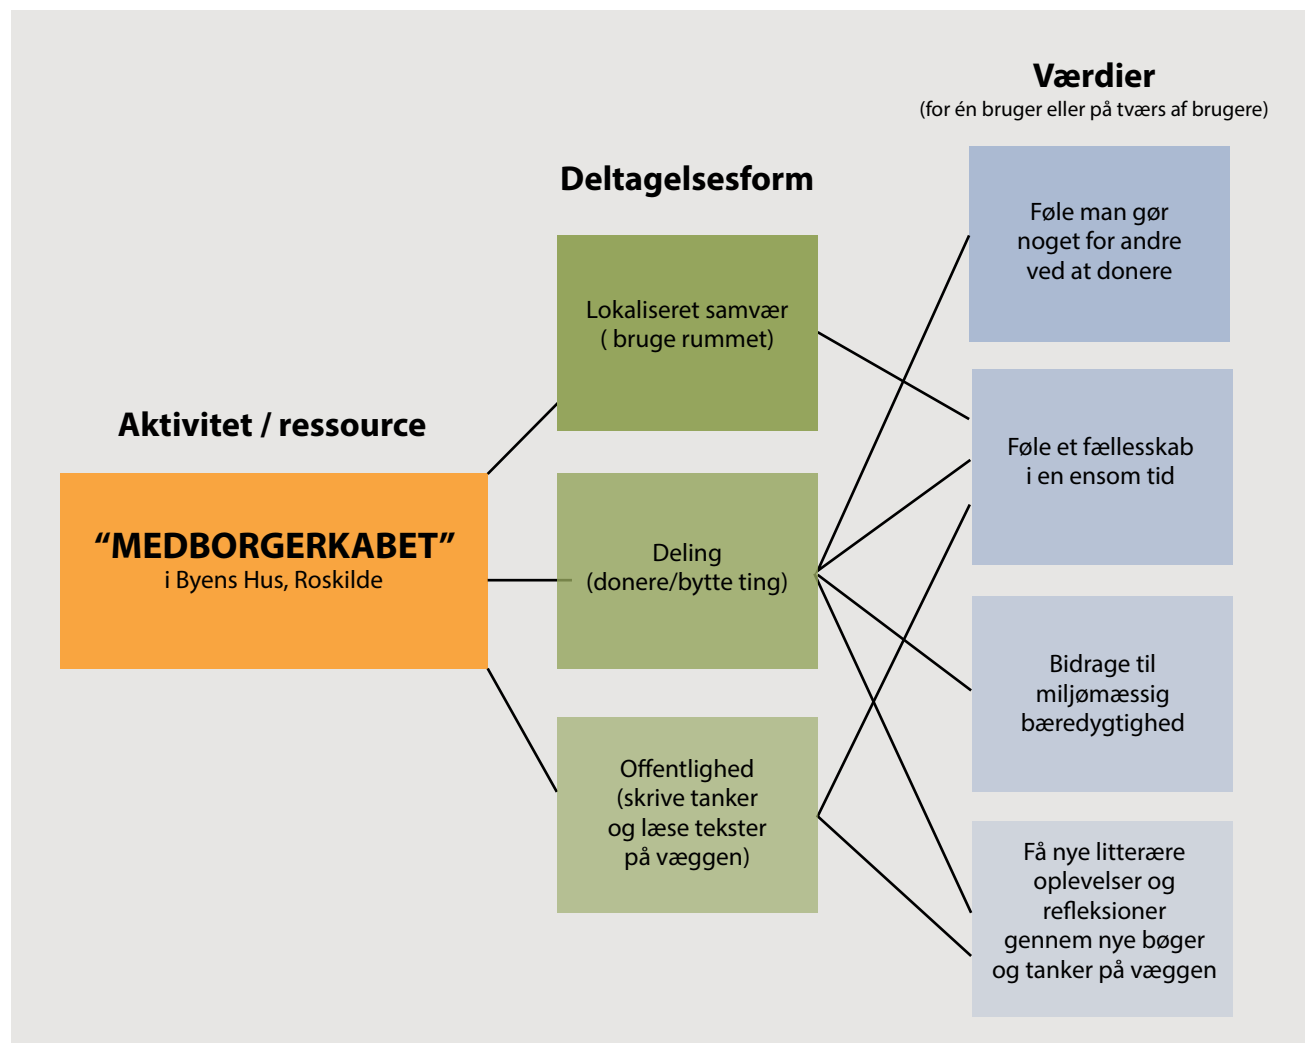 Aktivitet / ressource
“MEDBORGERKABET”
i Byens Hus, Roskilde
Deltagelsesform
Lokaliseret samvær
( bruge rummet)
Deling
(donere/bytte ting)
Offentlighed
(skrive tanker
og læse tekster
på væggen)
Værdier
(for én bruger eller på tværs af brugere)
Føle man gør
noget for andre
ved at donere
Føle et fællesskab
i en ensom tid
Bidrage til
miljømæssig
bæredygtighed
Få nye litterære
oplevelser og
refleksioner
gennem nye bøger
og tanker på væggen